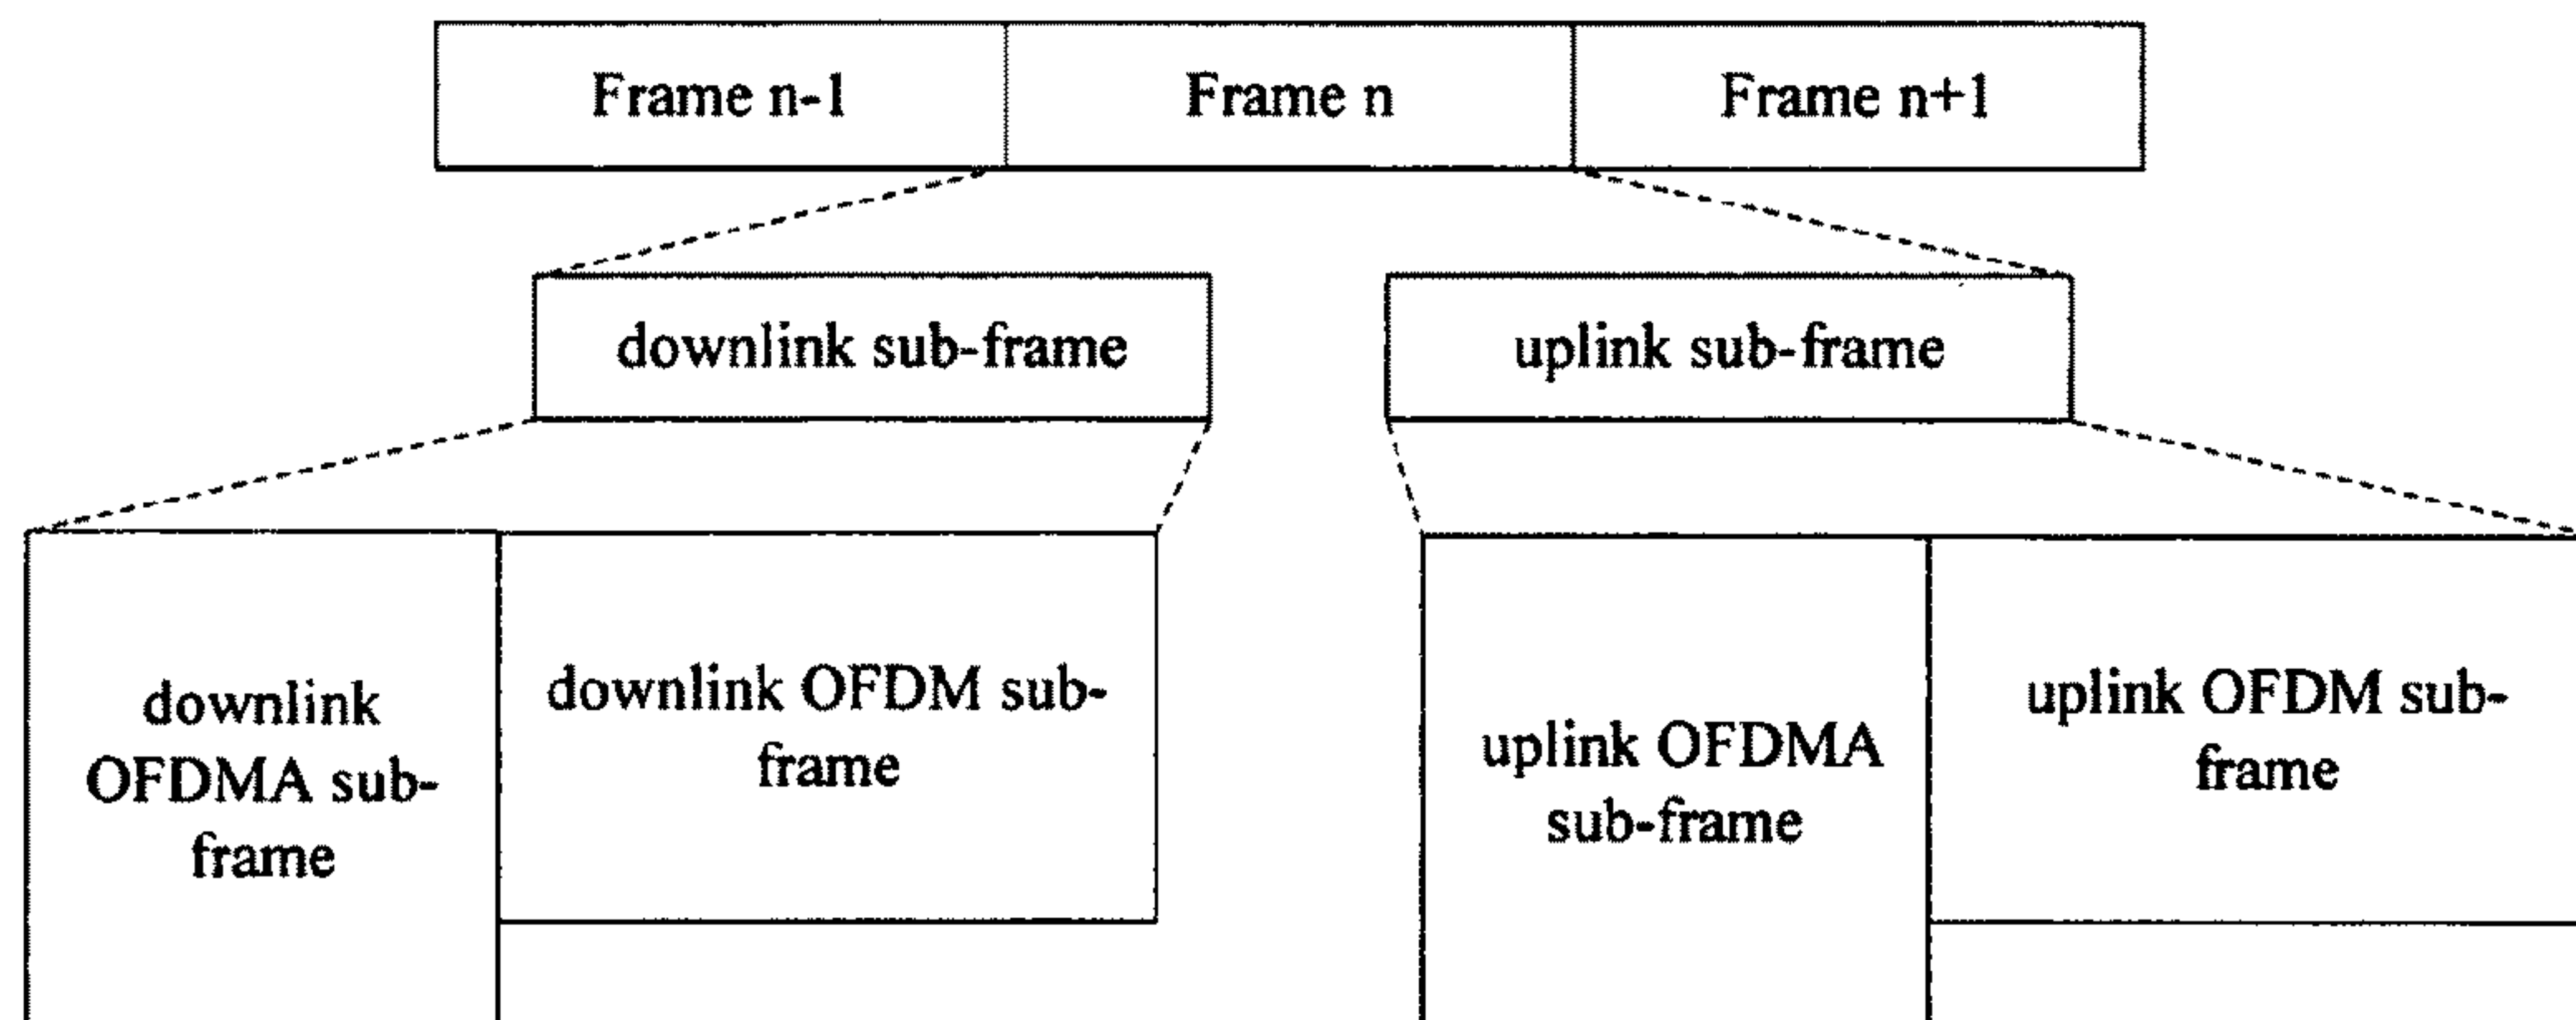 Frame n-1
Frame n
Frame n+1
downlink sub-frame
uplink sub-frame
downlink
OFDMA sub-
frame
downlink OFDM sub-
frame
uplink OFDMA
sub-frame
uplink OFDM sub-
frame